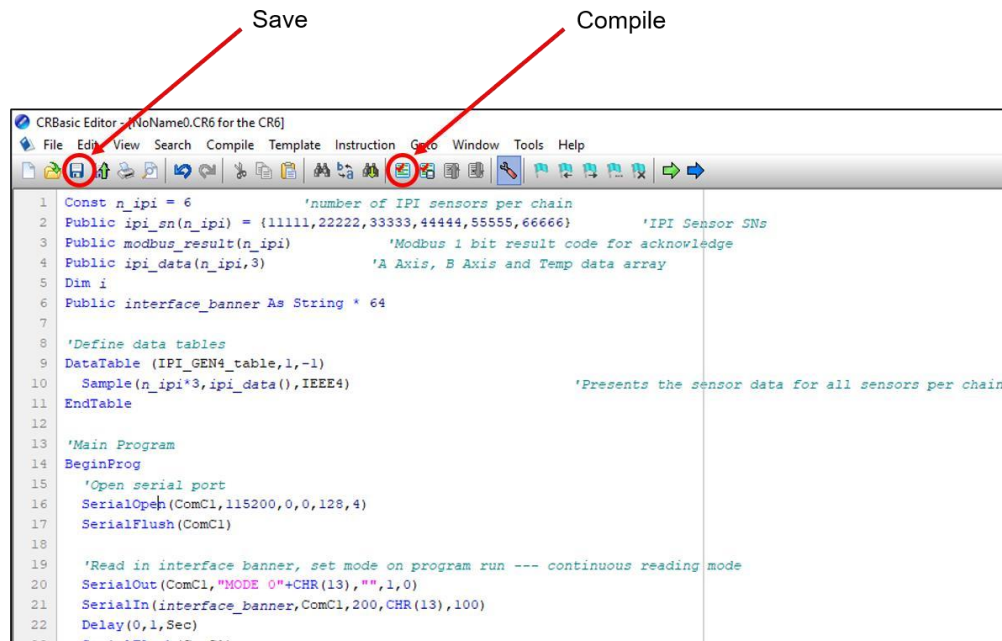 Save
Compile
CRBasic Editor - [NoName0.CR6 for the CR6]
File Edit View Search Compile Template Instruction Goto Window Tools Help
1 Const n_ipi = 6 'number of IPI sensors per chain
2 Public ipi_sn(n_ipi) = {11111,22222,33333,44444,55555,66666} 'IPI Sensor SNs
3 Public modbus_result(n_ipi) 'Modbus 1 bit result code for acknowledge
4 Public ipi_data(n_ipi,3) 'A Axis, B Axis and Temp data array
5 Dim i
6 Public interface_banner As String * 64
7
8 'Define data tables
9 DataTable (IPI_GEN4_table,1,-1)
10 Sample(n_ipi*3,ipi_data(),IEEE4) 'Presents the sensor data for all sensors per chain
11 EndTable
12
13 'Main Program
14 BeginProg
15 'Open serial port
16 SerialOpen(ComC1,115200,0,0,128,4)
17 SerialFlush(ComC1)
18
19 'Read in interface banner, set mode on program run --- continuous reading mode
20 SerialOut(ComC1,"MODE 0"+CHR(13),"",1,0)
21 SerialIn(interface_banner,ComC1,200,CHR(13),100)
22 Delay(0,1,Sec)